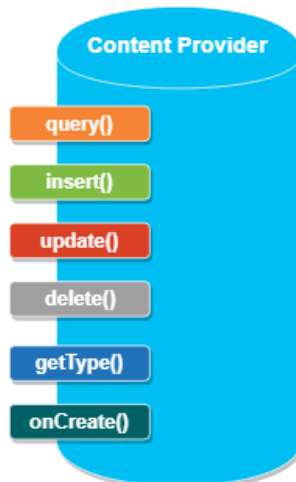 Content Provider
query()
insert()
update()
delete()
getType()
onCreate()